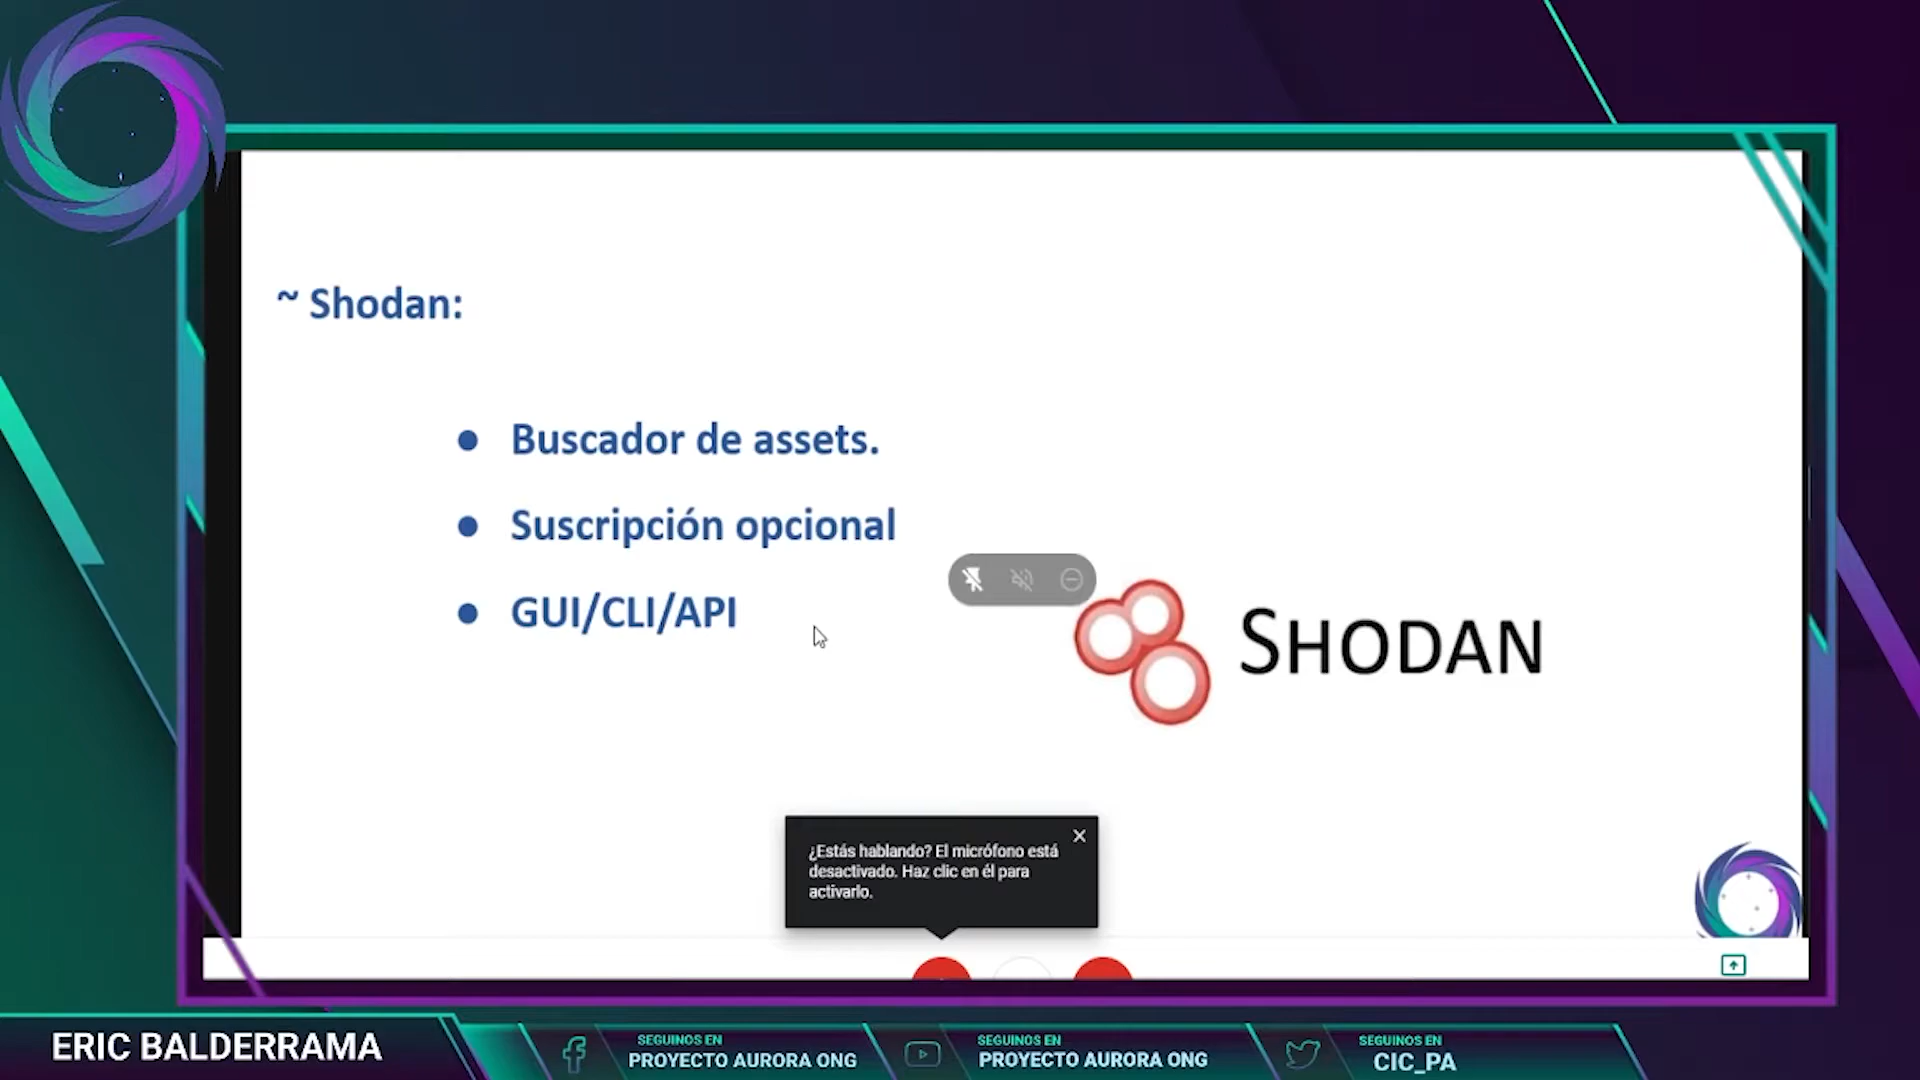 ~ Shodan:
● Buscador de assets.
● Suscripción opcional
● GUI/CLI/API
SHODAN
¿Estás hablando? El micrófono está
desactivado. Haz clic en él para
activarlo.
ERIC BALDERRAMA
SEGUINOS EN
PROYECTO AURORA ONG
SEGUINOS EN
PROYECTO AURORA ONG
SEGUINOS EN
CIC_PA